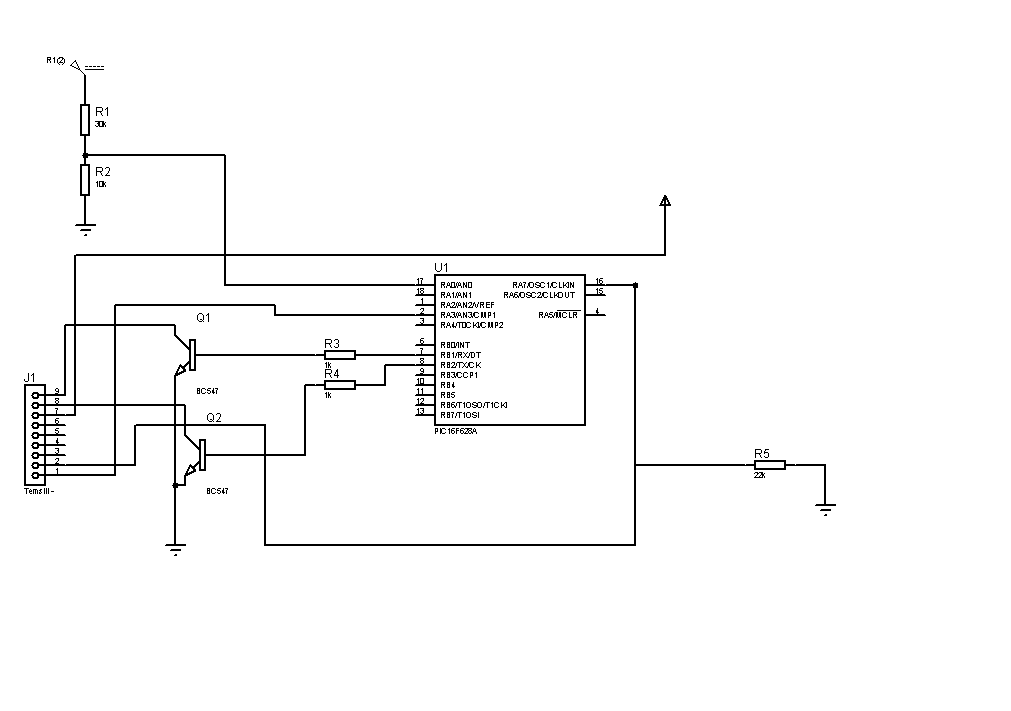 R1(2)
R1
30k
R2
10k
U1
17 RA0/AN0 RA7/OSC1/CLKIN 16
18 RA1/AN1 RA6/OSC2/CLKOUT 15
1 RA2/AN2/VREF
2 RA3/AN3/CMP1 RA5/MCLR 4
3 RA4/T0CKI/CMP2
6 RB0/INT
7 RB1/RX/DT
8 RB2/TX/CK
9 RB3/CCP1
10 RB4
11 RB5
12 RB6/T1OSO/T1CKI
13 RB7/T1OSI
PIC16F628A
Q1
BC547
R3
1k
R4
1k
J1
9
8
7
6
5
4
3
2
1
Tems III -
Q2
BC547
R5
22k